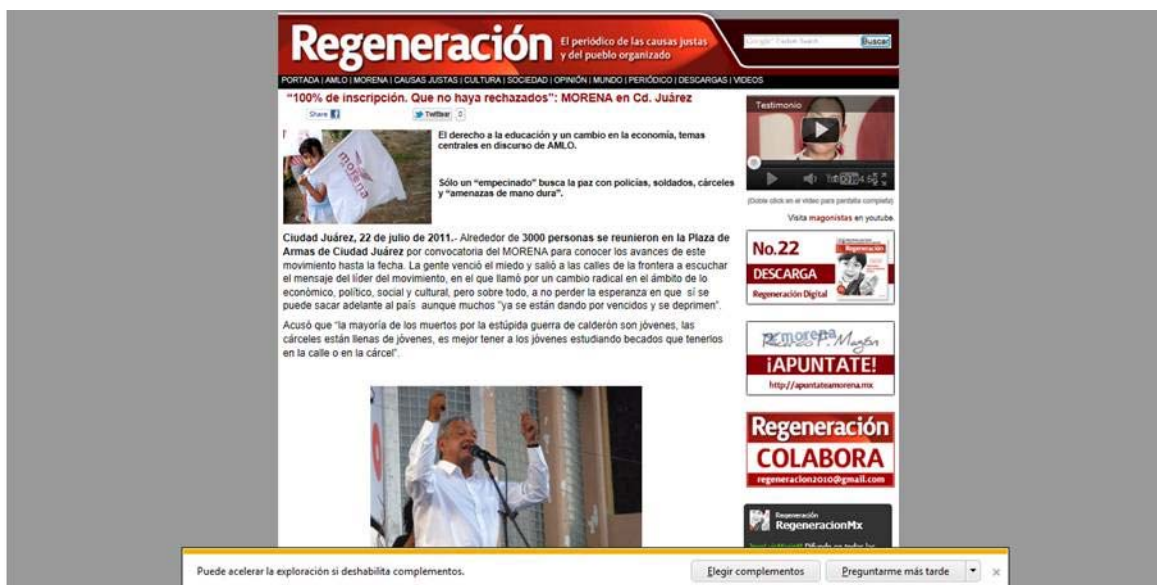 Regeneración
El periódico de las causas justas
y del pueblo organizado
Buscar
PORTADA | AMLO | MORENA | CAUSAS JUSTAS | CULTURA | SOCIEDAD | OPINIÓN | MUNDO | PERIÓDICO | DESCARGAS | VIDEOS
"100% de inscripción. Que no haya rechazados": MORENA en Cd. Juárez
Share
Twittear 0
morena
El derecho a la educación y un cambio en la economía, temas
centrales en discurso de AMLO.
Sólo un "empecinado" busca la paz con policías, soldados, cárceles
y "amenazas de mano dura".
Ciudad Juárez, 22 de julio de 2011.- Alrededor de 3000 personas se reunieron en la Plaza de
Armas de Ciudad Juárez por convocatoria del MORENA para conocer los avances de este
movimiento hasta la fecha. La gente venció el miedo y salió a las calles de la frontera a escuchar
el mensaje del líder del movimiento, en el que llamó por un cambio radical en el ámbito de lo
económico, político, social y cultural, pero sobre todo, a no perder la esperanza en que sí se
puede sacar adelante al país aunque muchos "ya se están dando por vencidos y se deprimen".
Acusó que "la mayoría de los muertos por la estúpida guerra de calderón son jóvenes, las
cárceles están llenas de jóvenes, es mejor tener a los jóvenes estudiando becados que tenerlos
en la calle o en la cárcel".
Testimonio
(Doble click en el video para pantalla completa)
Visita magonistas en youtube.
No.22
DESCARGA
Regeneración Digital
Regeneración
morena
¡APUNTATE!
http://apuntateamorena.mx
Regeneración
COLABORA
regeneracion2010@gmail.com
Regeneración
RegeneracionMx
Puede acelerar la exploración si deshabilita complementos.
Elegir complementos
Preguntarme más tarde